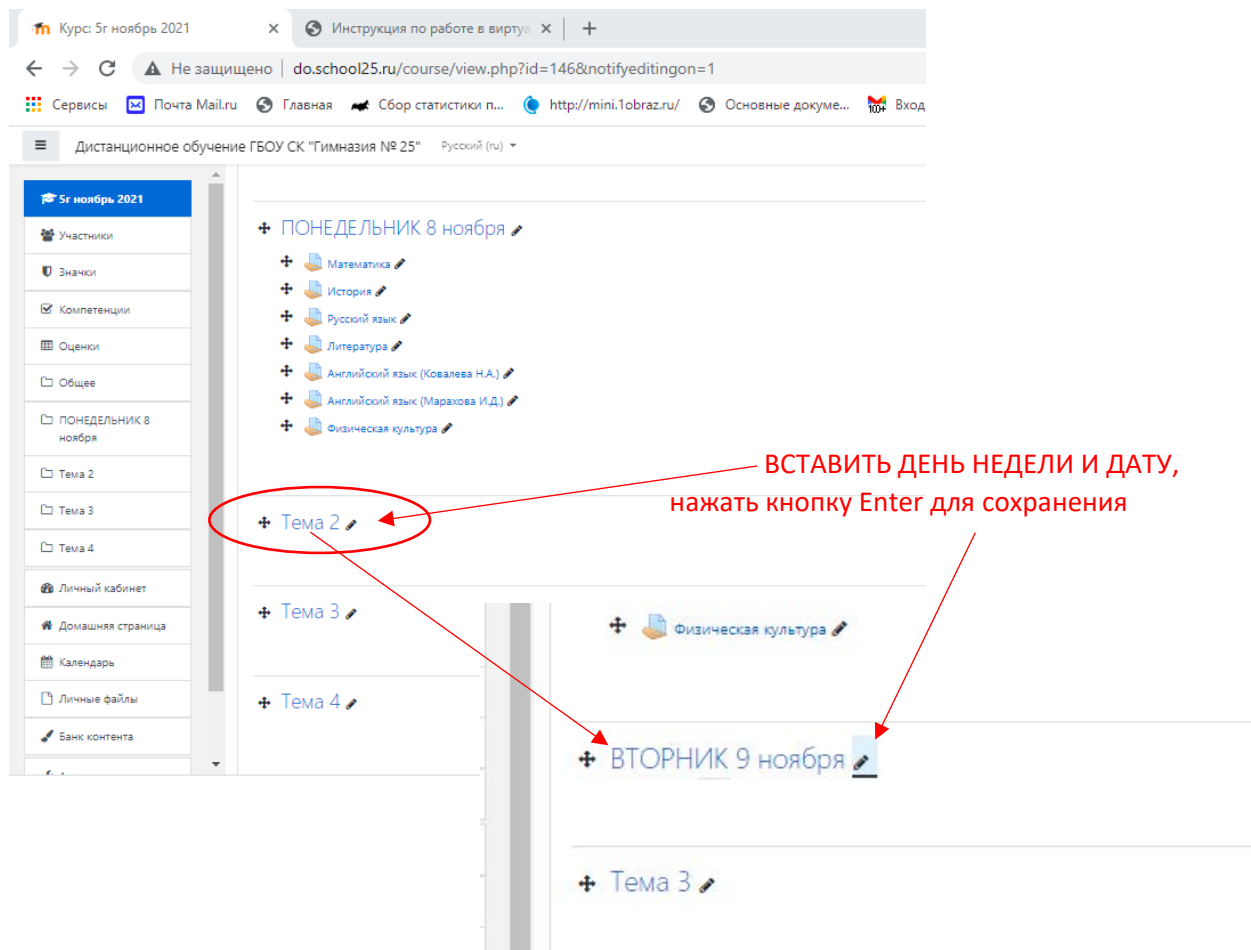 Курс: 5г ноябрь 2021
Инструкция по работе в виртуа
Не защищено | do.school25.ru/course/view.php?id=146&notifyeditingon=1
Сервисы Почта Mail.ru Главная Сбор статистики п... http://mini.1obraz.ru/ Основные докуме... 100+ Вход
Дистанционное обучение ГБОУ СК "Гимназия № 25" Русский (ru)
5г ноябрь 2021
Участники
Значки
Компетенции
Оценки
Общее
ПОНЕДЕЛЬНИК 8
ноября
Тема 2
Тема 3
Тема 4
Личный кабинет
Домашняя страница
Календарь
Личные файлы
Банк контента
ПОНЕДЕЛЬНИК 8 ноября
Математика
История
Русский язык
Литература
Английский язык (Ковалева Н.А.)
Английский язык (Марахова И.Д.)
Физическая культура
ВСТАВИТЬ ДЕНЬ НЕДЕЛИ И ДАТУ,
нажать кнопку Enter для сохранения
Тема 2
Тема 3
Тема 4
Физическая культура
ВТОРНИК 9 ноября
Тема 3